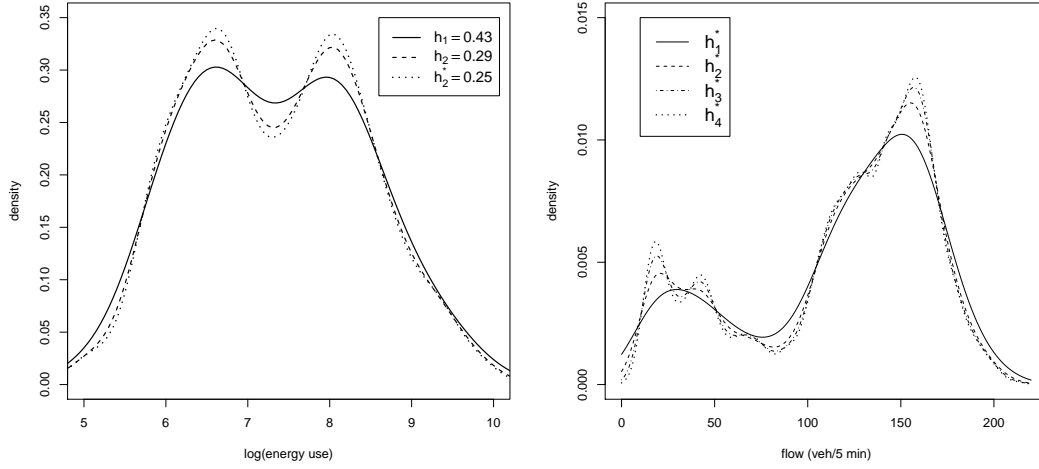 0.35
0.30
0.25
0.20
0.15
0.10
0.05
0.00
density
5 6 7 8 9 10
log(energy use)
h₁ = 0.43
h₂ = 0.29
h₂* = 0.25
0.015
0.010
0.005
0.000
density
0 50 100 150 200
flow (veh/5 min)
h₁*
h₂*
h₃*
h₄*